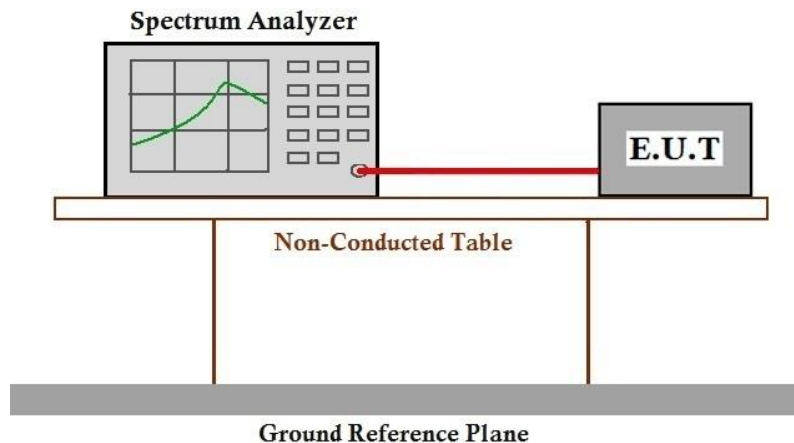 Spectrum Analyzer
E.U.T
Non-Conducted Table
Ground Reference Plane